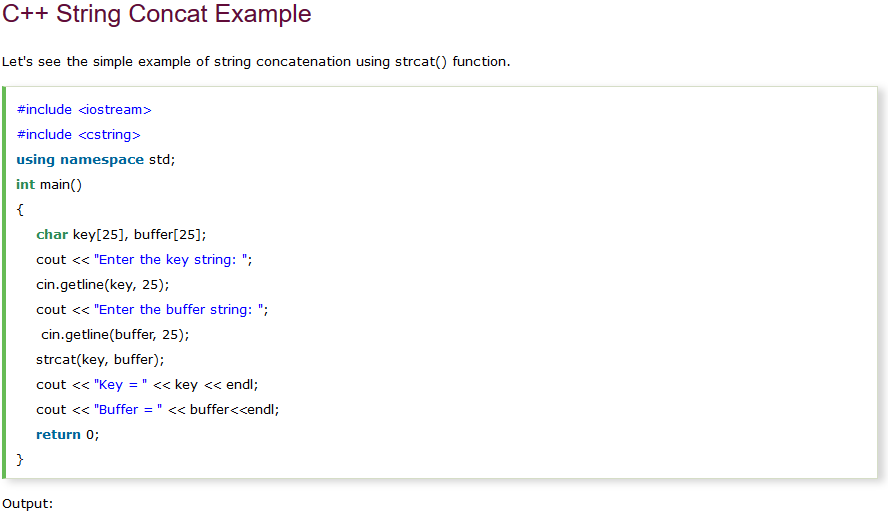 C++ String Concat Example
Let's see the simple example of string concatenation using strcat() function.
#include <iostream>
#include <cstring>
using namespace std;
int main()
{
char key[25], buffer[25];
cout << "Enter the key string: ";
cin.getline(key, 25);
cout << "Enter the buffer string: ";
cin.getline(buffer, 25);
strcat(key, buffer);
cout << "Key = " << key << endl;
cout << "Buffer = " << buffer<<endl;
return 0;
}
Output: